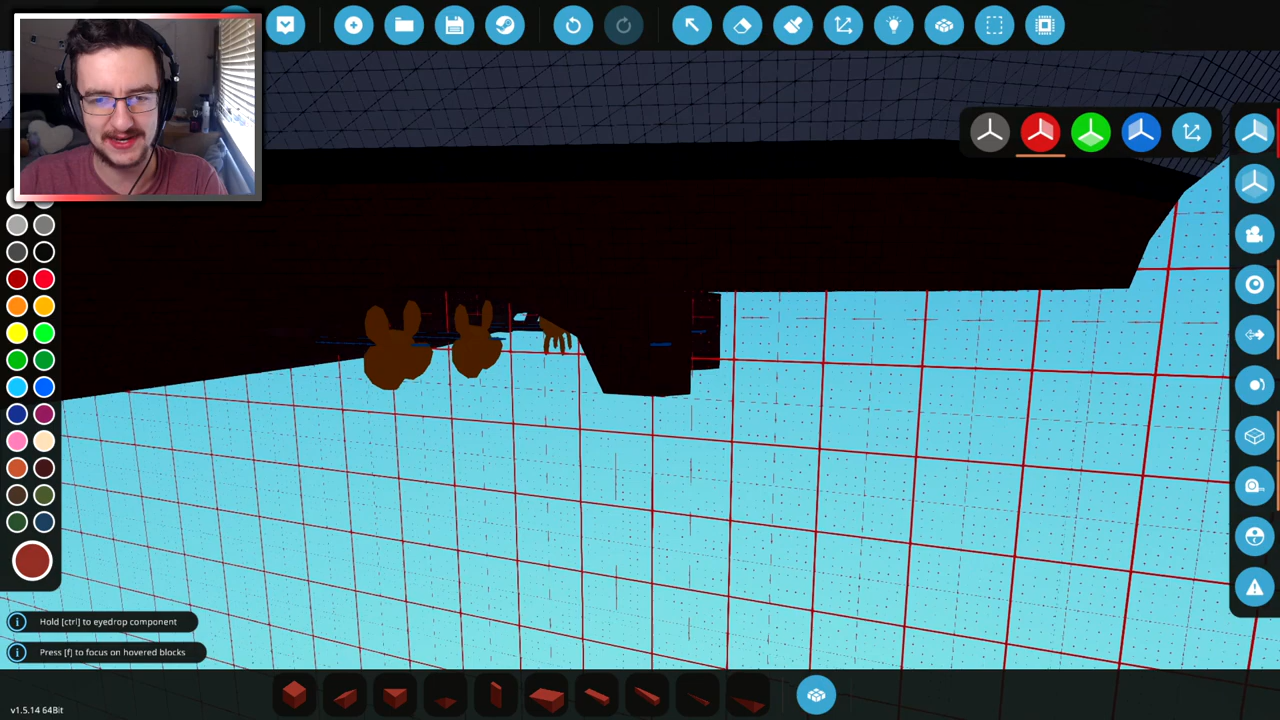 Hold [ctrl] to eyedrop component
Press [f] to focus on hovered blocks
v1.5.14 64Bit